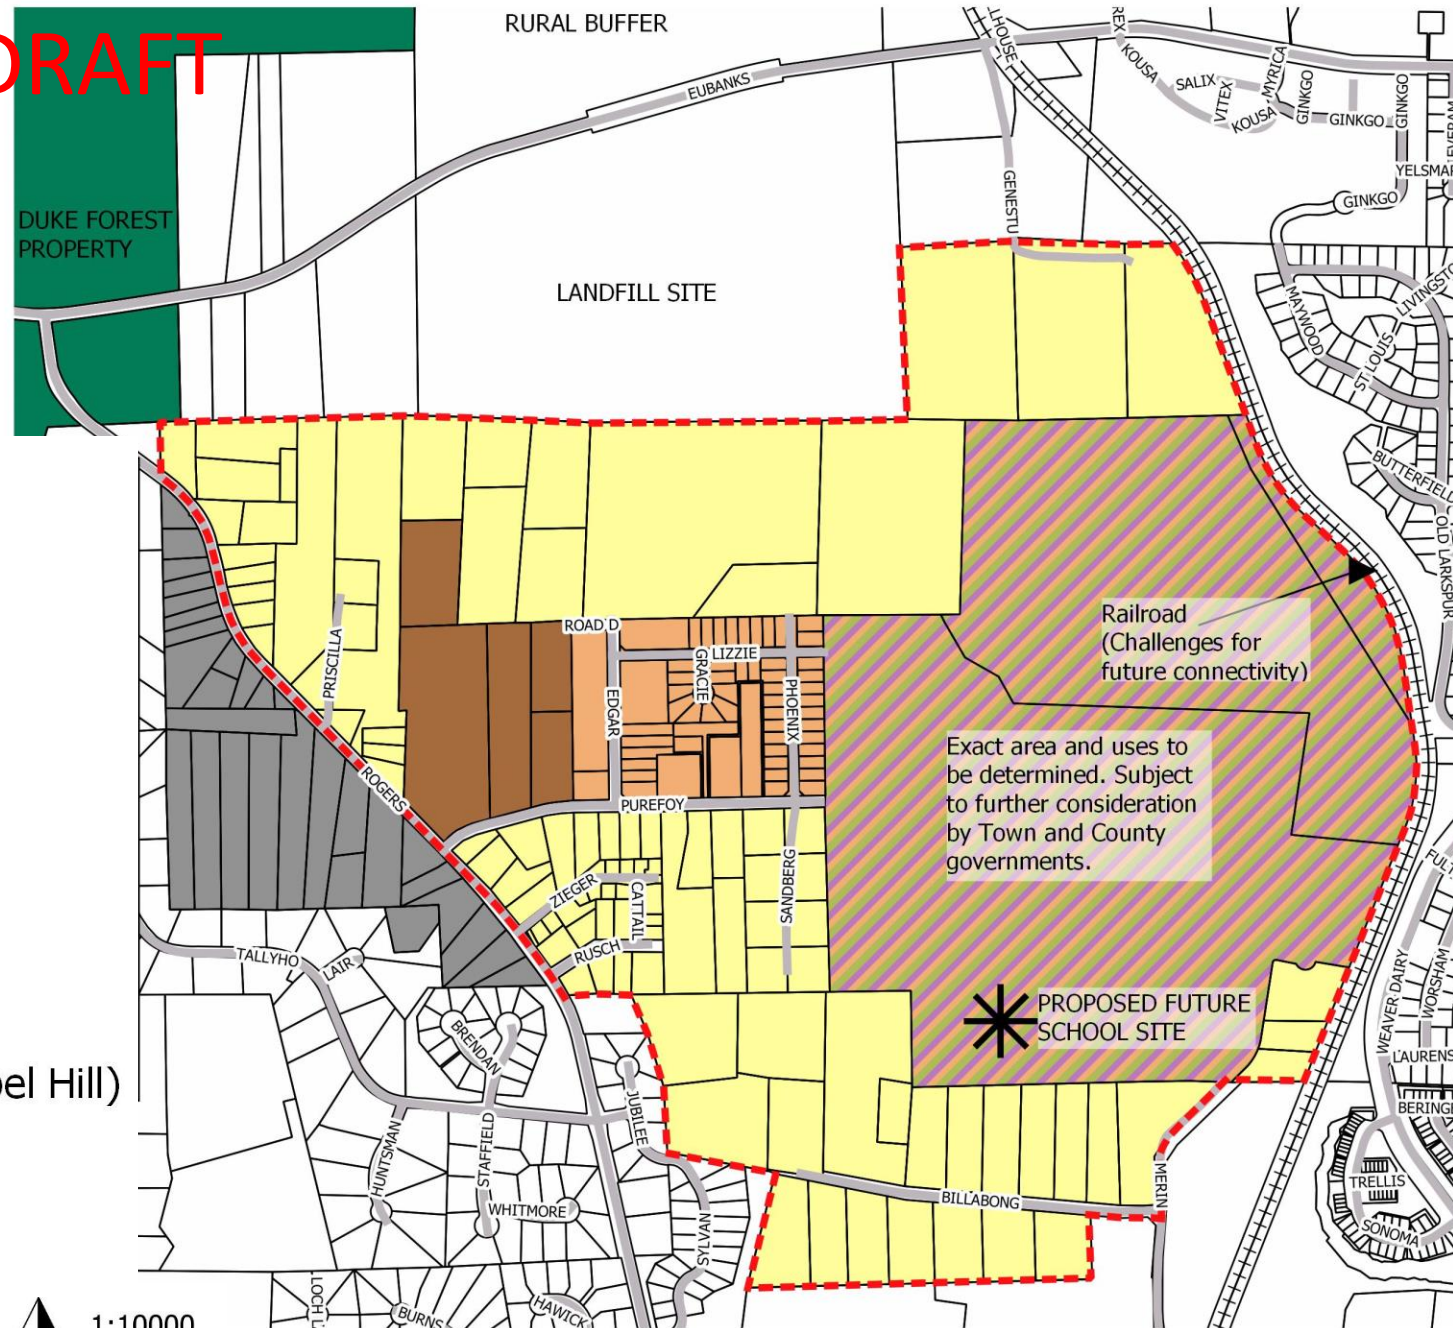 DRAFT
RURAL BUFFER
EUBANKS
KOUSA
SALIX
VITEX
KOUSA
MYRICA
GINKGO
GINKGO
GINKGO
GINKGO
DUKE FOREST
PROPERTY
GENESTU
LANDFILL SITE
MAYWOOD
ST LOUIS
BUTTERFIELD
OLD LARKSPUR
Railroad
(Challenges for
future connectivity)
ROAD D
LIZZIE
GRACIE
PRISCILLA
EDGAR
PHOENIX
Exact area and uses to
be determined. Subject
to further consideration
by Town and County
governments.
ROGERS
PUREFOY
SANDBERG
ZIEGER
CATTAIL
RUSCH
TALLYHO
LAIR
PROPOSED FUTURE
SCHOOL SITE
WEAVER DAIRY
WORSHAM
BRENDAN
pel Hill)
JUBILEE
HUNTSMAN
STAFFIELD
WHITMORE
MERIN
BILLABONG
SYLVAN
TRELLIS
SONOMA
BURNS
HAWICK
1:10000